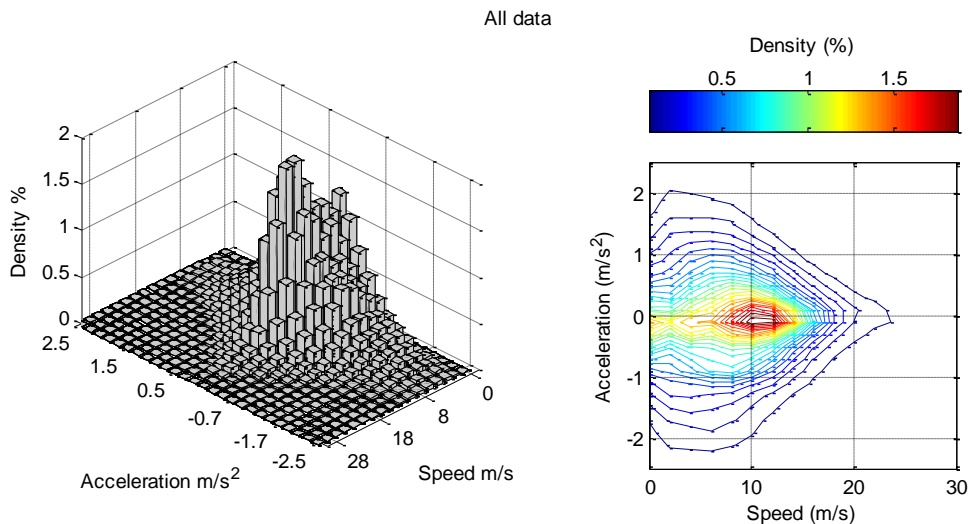 All data
Density %
2
1.5
1
0.5
0
2.5
1.5
0.5
-0.7
-1.7
-2.5
28
18
8
0
Acceleration m/s²
Speed m/s
Density (%)
0.5 1 1.5
Acceleration (m/s²)
2
1
0
-1
-2
0 10 20 30
Speed (m/s)